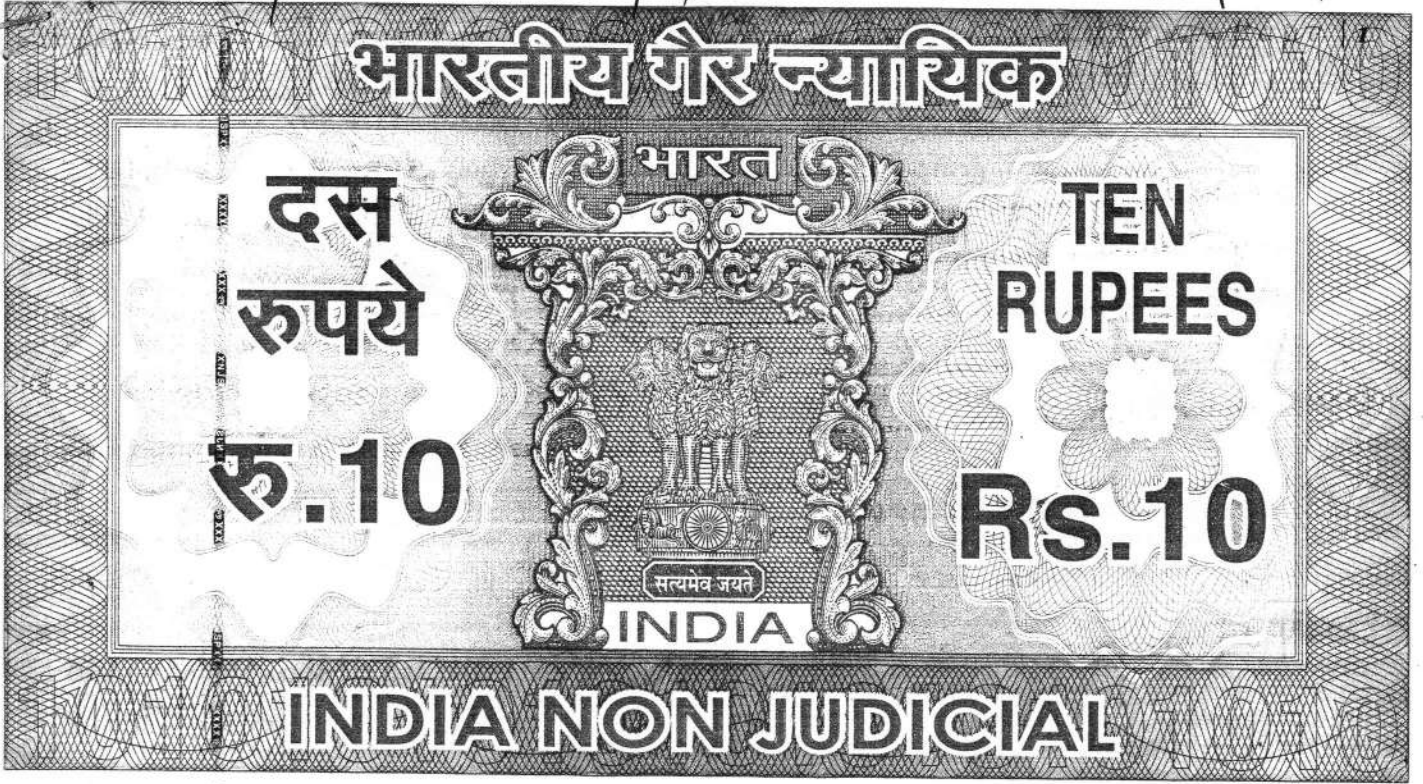 भारतीय गैर न्यायिक
भारत
दस
रुपये
रु.10
TEN
RUPEES
Rs.10
सत्यमेव जयते
INDIA
INDIA NON JUDICIAL